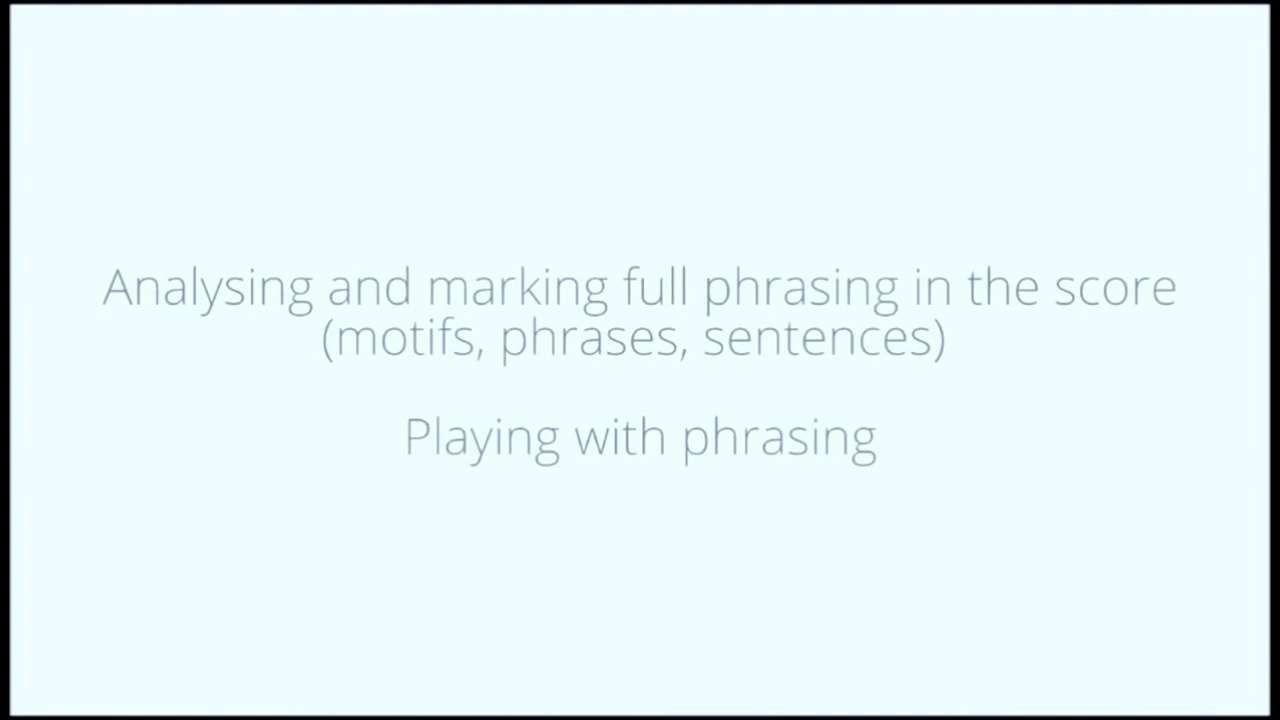 Analysing and marking full phrasing in the score
(motifs, phrases, sentences)
Playing with phrasing